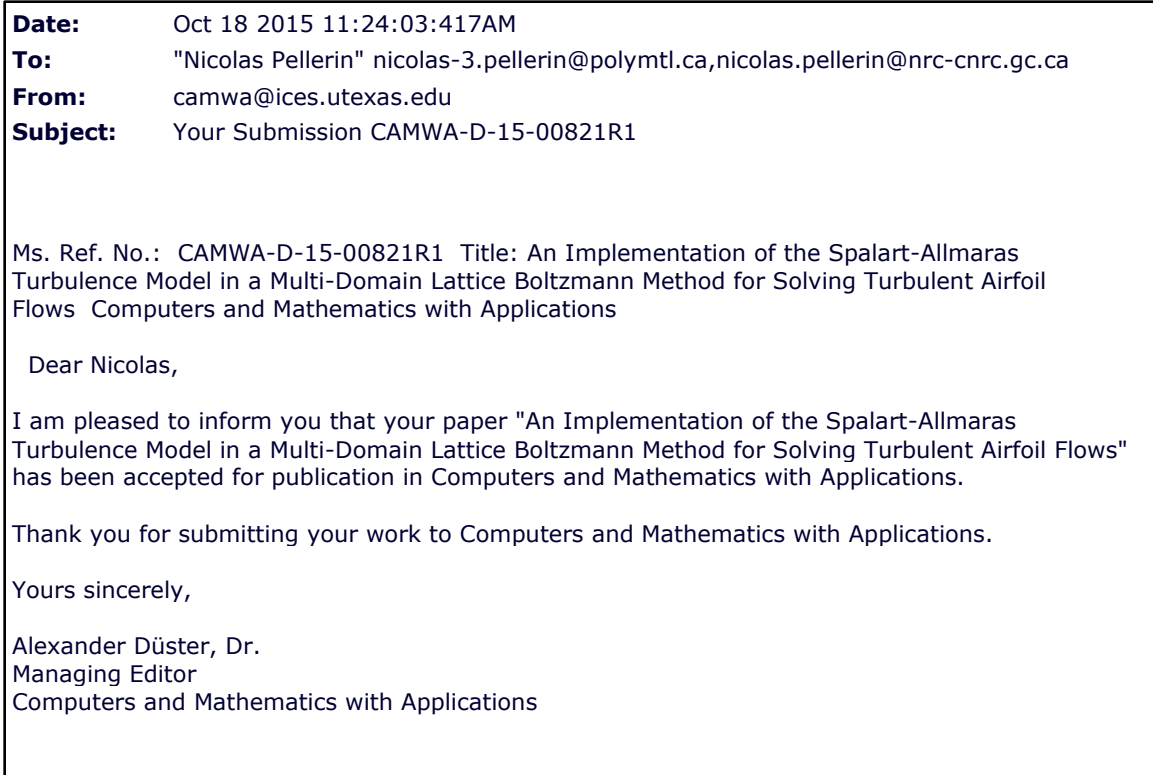 Date: Oct 18 2015 11:24:03:417AM
To: "Nicolas Pellerin" nicolas-3.pellerin@polymtl.ca,nicolas.pellerin@nrc-cnrc.gc.ca
From: camwa@ices.utexas.edu
Subject: Your Submission CAMWA-D-15-00821R1
Ms. Ref. No.: CAMWA-D-15-00821R1 Title: An Implementation of the Spalart-Allmaras
Turbulence Model in a Multi-Domain Lattice Boltzmann Method for Solving Turbulent Airfoil
Flows Computers and Mathematics with Applications
Dear Nicolas,
I am pleased to inform you that your paper "An Implementation of the Spalart-Allmaras
Turbulence Model in a Multi-Domain Lattice Boltzmann Method for Solving Turbulent Airfoil Flows"
has been accepted for publication in Computers and Mathematics with Applications.
Thank you for submitting your work to Computers and Mathematics with Applications.
Yours sincerely,
Alexander Düster, Dr.
Managing Editor
Computers and Mathematics with Applications